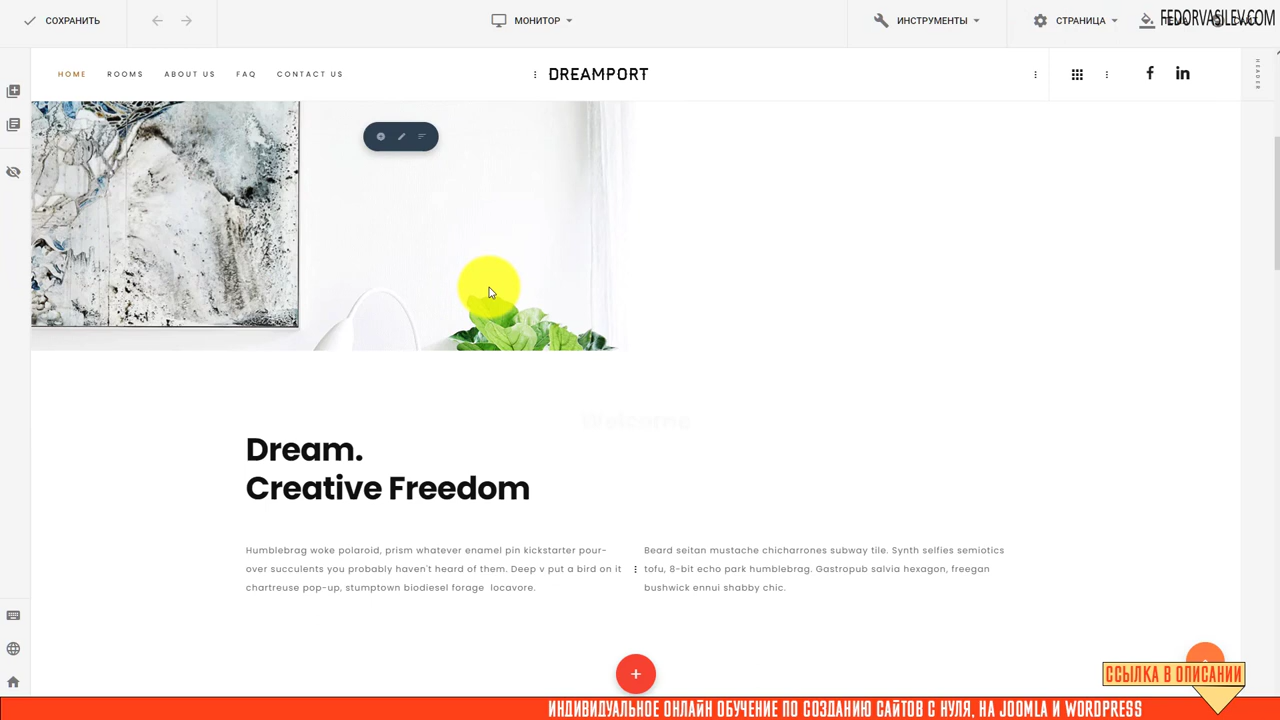 СОХРАНИТЬ
МОНИТОР
ИНСТРУМЕНТЫ
СТРАНИЦА
FEDORVASILEV.COM
HOME ROOMS ABOUT US FAQ CONTACT US
DREAMPORT
HEADER
Welcome
Dream.
Creative Freedom
Humblebrag woke polaroid, prism whatever enamel pin kickstarter pour-
over succulents you probably haven't heard of them. Deep v put a bird on it
chartreuse pop-up, stumptown biodiesel forage locavore.
Beard seitan mustache chicharrones subway tile. Synth selfies semiotics
tofu, 8-bit echo park humblebrag. Gastropub salvia hexagon, freegan
bushwick ennui shabby chic.
ССЫЛКА В ОПИСАНИИ
ИНДИВИДУАЛЬНОЕ ОНЛАЙН ОБУЧЕНИЕ ПО СОЗДАНИЮ САЙТОВ С НУЛЯ, НА JOOMLA И WORDPRESS